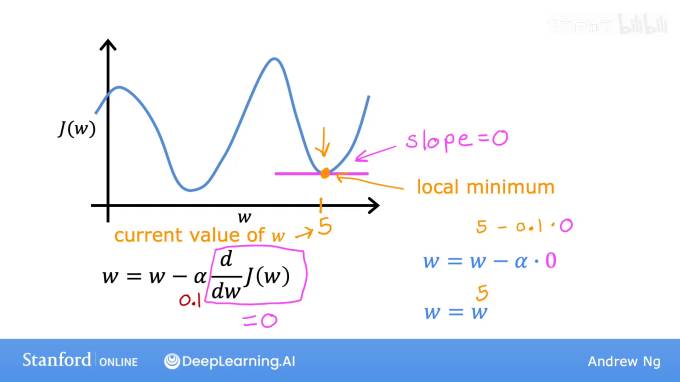 bilibili
J(w)
slope=0
local minimum
w
5
current value of w →
5 - 0.1 · 0
w = w − α d/dw J(w)
0.1
=0
w = w − α · 0
5
w = w
Stanford ONLINE
DeepLearning.AI
Andrew Ng